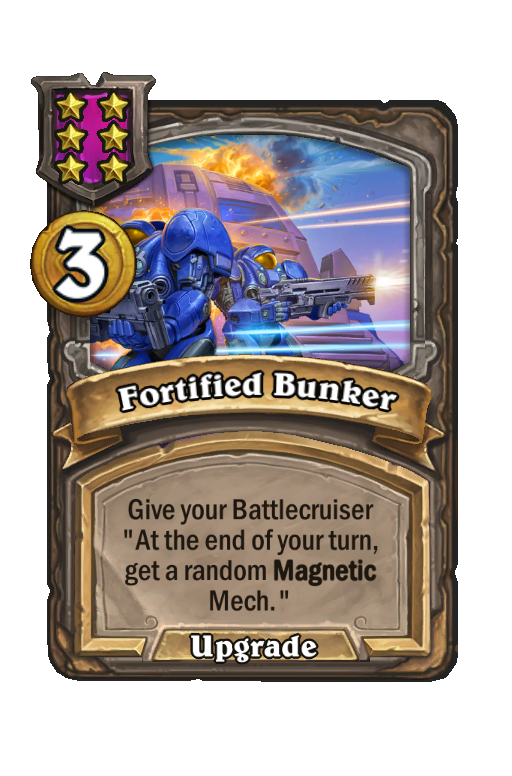 3
Fortified Bunker
Give your Battlecruiser
"At the end of your turn,
get a random Magnetic
Mech."
Upgrade